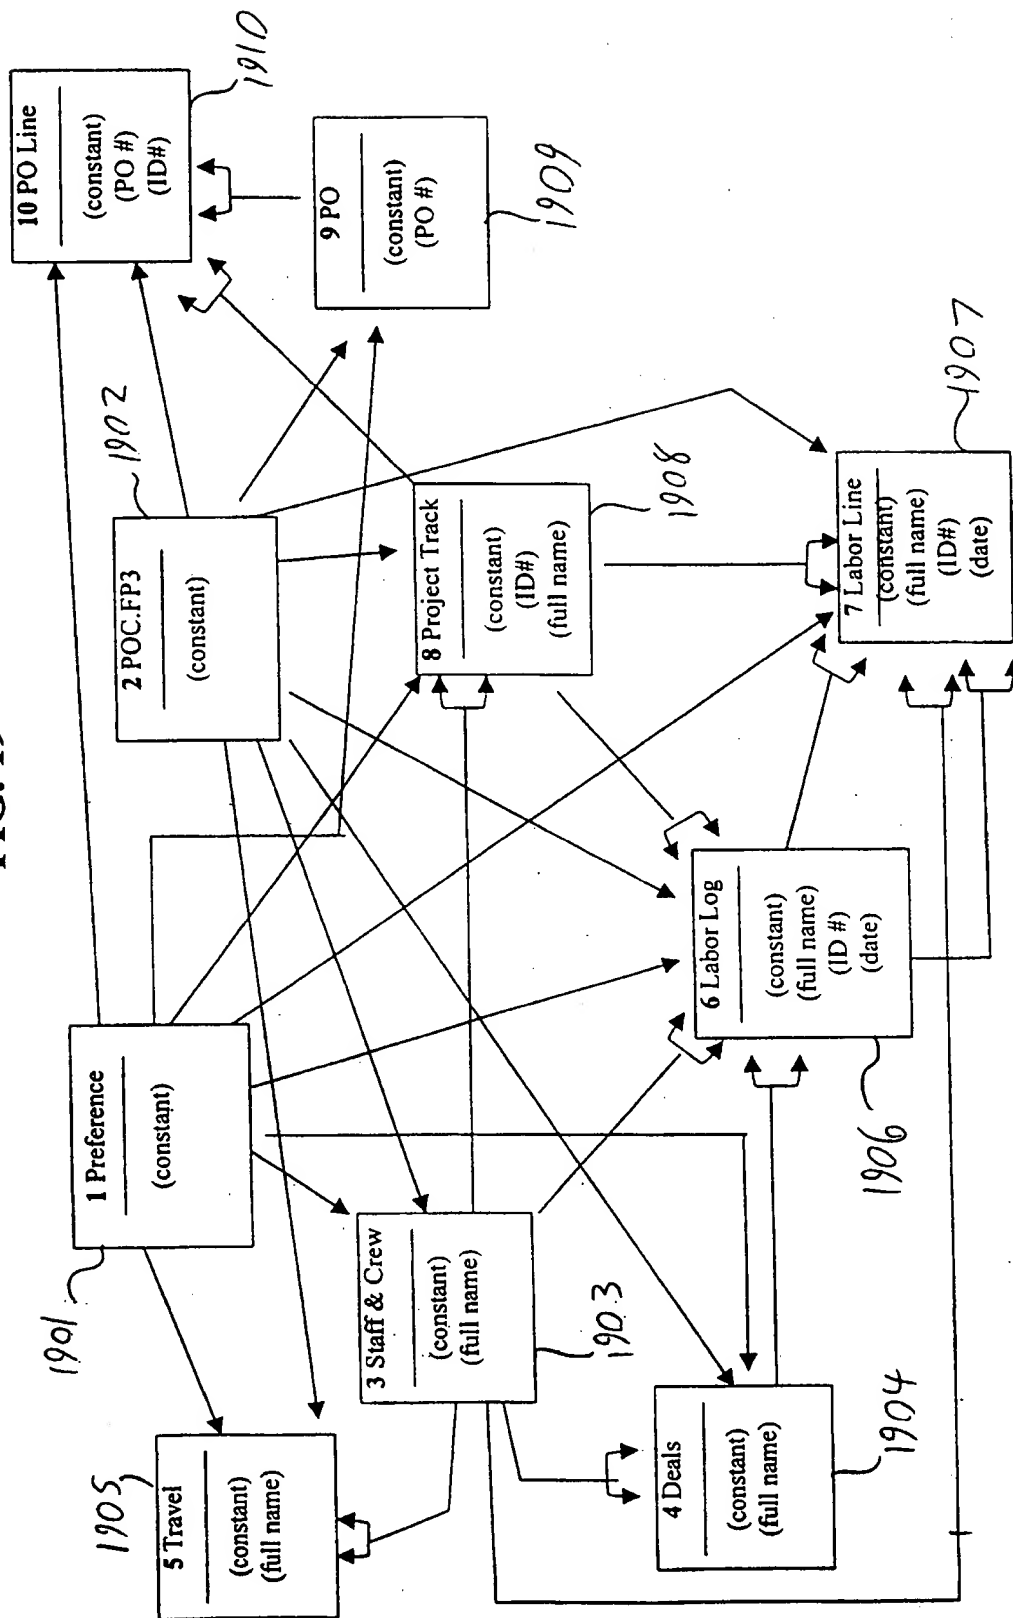 FIG. 19
1901
1 Preference
(constant)
1902
2 POC.FP3
(constant)
10 PO Line
(constant)
(PO #)
(ID#)
1910
1905
5 Travel
(constant)
(full name)
3 Staff & Crew
(constant)
(full name)
1903
8 Project Track
(constant)
(ID#)
(full name)
1908
9 PO
(constant)
(PO #)
1909
4 Deals
(constant)
(full name)
1904
6 Labor Log
(constant)
(full name)
(ID #)
(date)
1906
7 Labor Line
(constant)
(full name)
(ID#)
(date)
1907